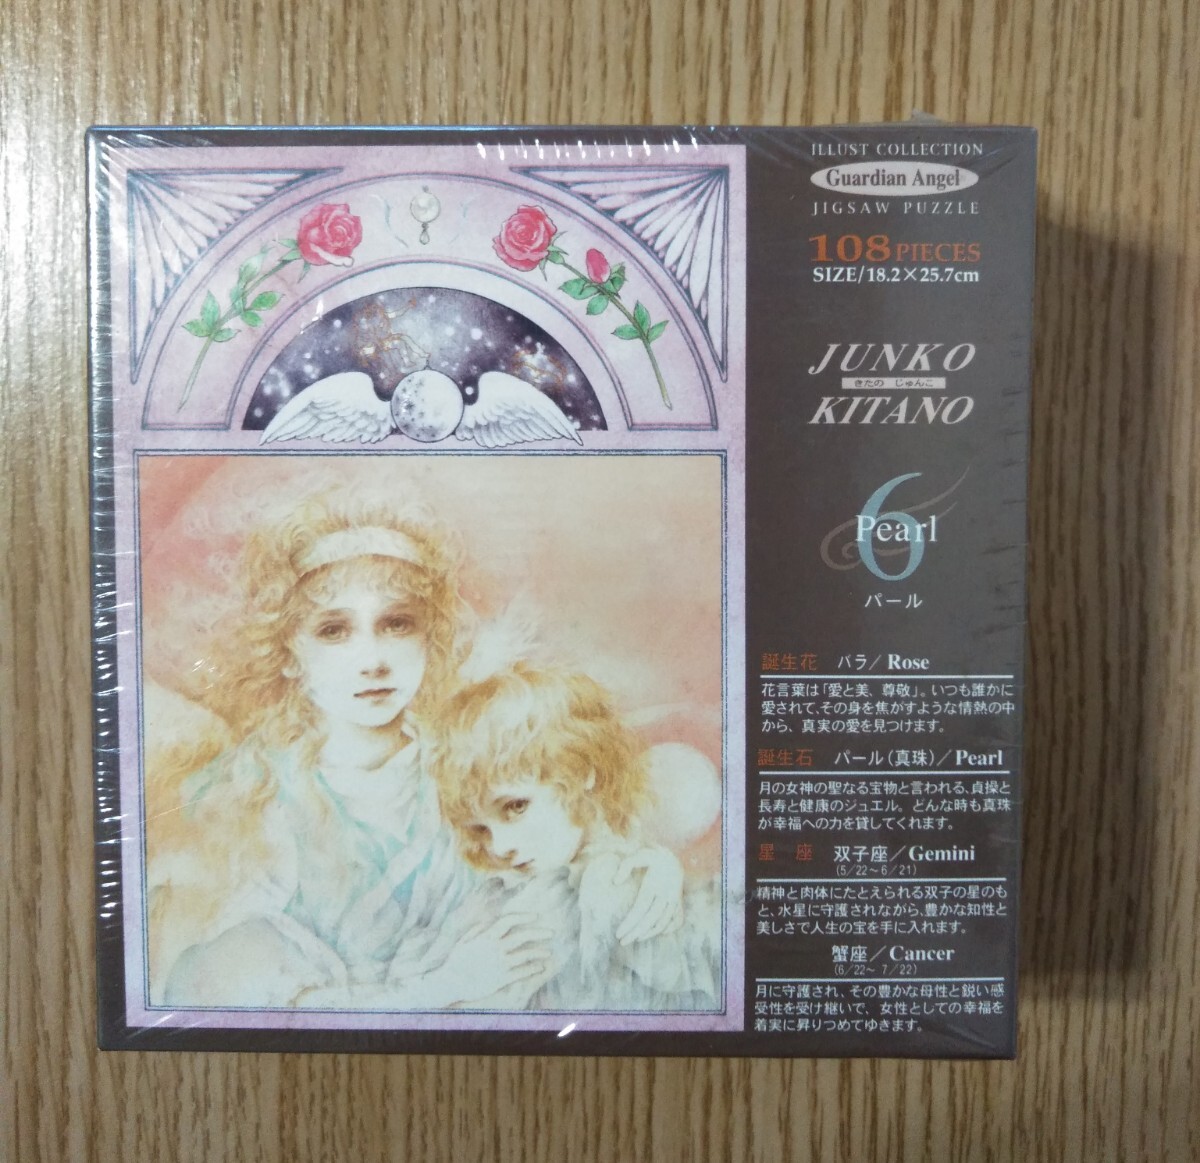 ILLUST COLLECTION
Guardian Angel
JIGSAW PUZZLE
108 PIECES
SIZE/18.2×25.7cm
JUNKO
きたの じゅんこ
KITANO
6
Pearl
パール
誕生花 バラ/Rose
花言葉は「愛と美、尊敬」。いつも誰かに
愛されて、その身を焦がすような情熱の中
から、真実の愛を見つけます。
誕生石 パール(真珠)/Pearl
月の女神の聖なる宝物と言われる、貞操と
長寿と健康のジュエル。どんな時も真珠
が幸福への力を貸してくれます。
星座 双子座/Gemini
(5/22〜6/21)
精神と肉体にたとえられる双子の星のも
と、水星に守護されながら、豊かな知性と
美しさで人生の宝を手に入れます。
蟹座/Cancer
(6/22〜7/22)
月に守護され、その豊かな母性と鋭い感
受性を受け継いで、女性としての幸福を
着実に昇りつめてゆきます。